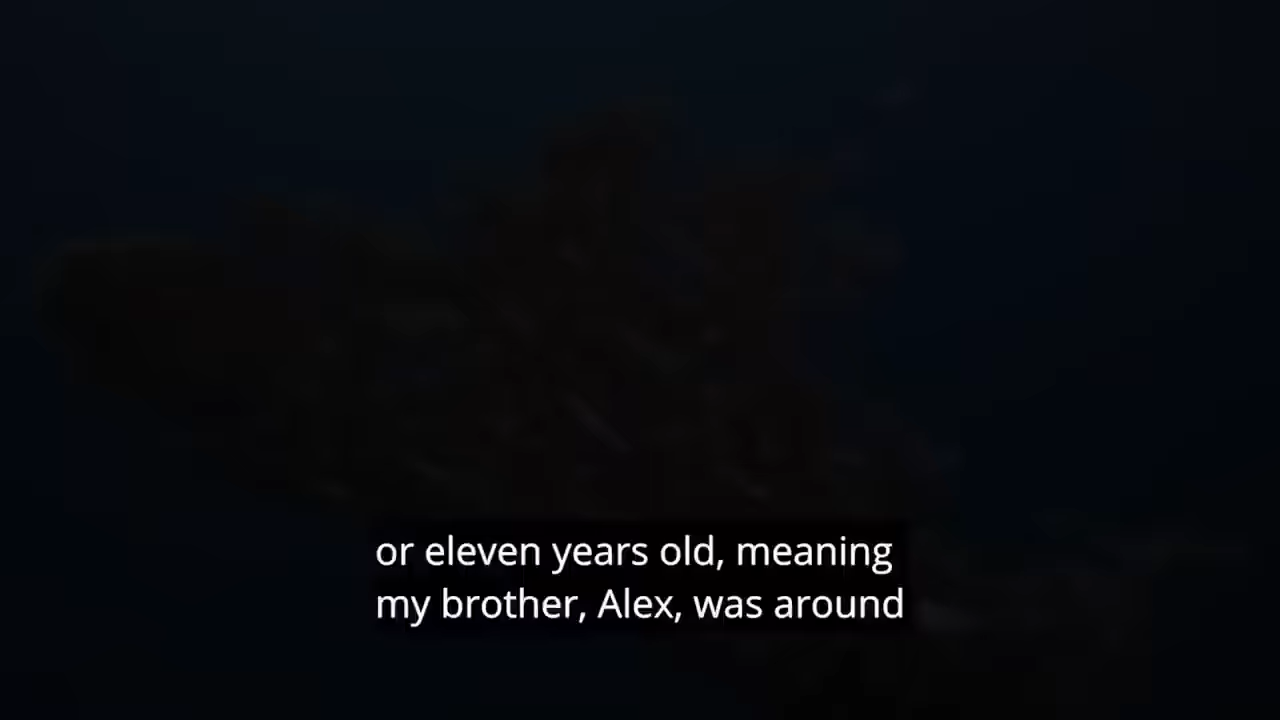 or eleven years old, meaning
my brother, Alex, was around